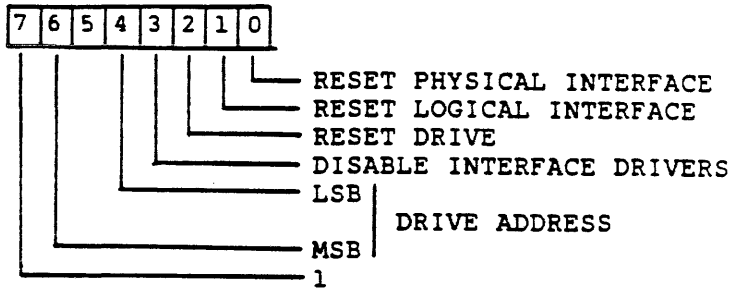 7 6 5 4 3 2 1 0
RESET PHYSICAL INTERFACE
RESET LOGICAL INTERFACE
RESET DRIVE
DISABLE INTERFACE DRIVERS
LSB
DRIVE ADDRESS
MSB
1